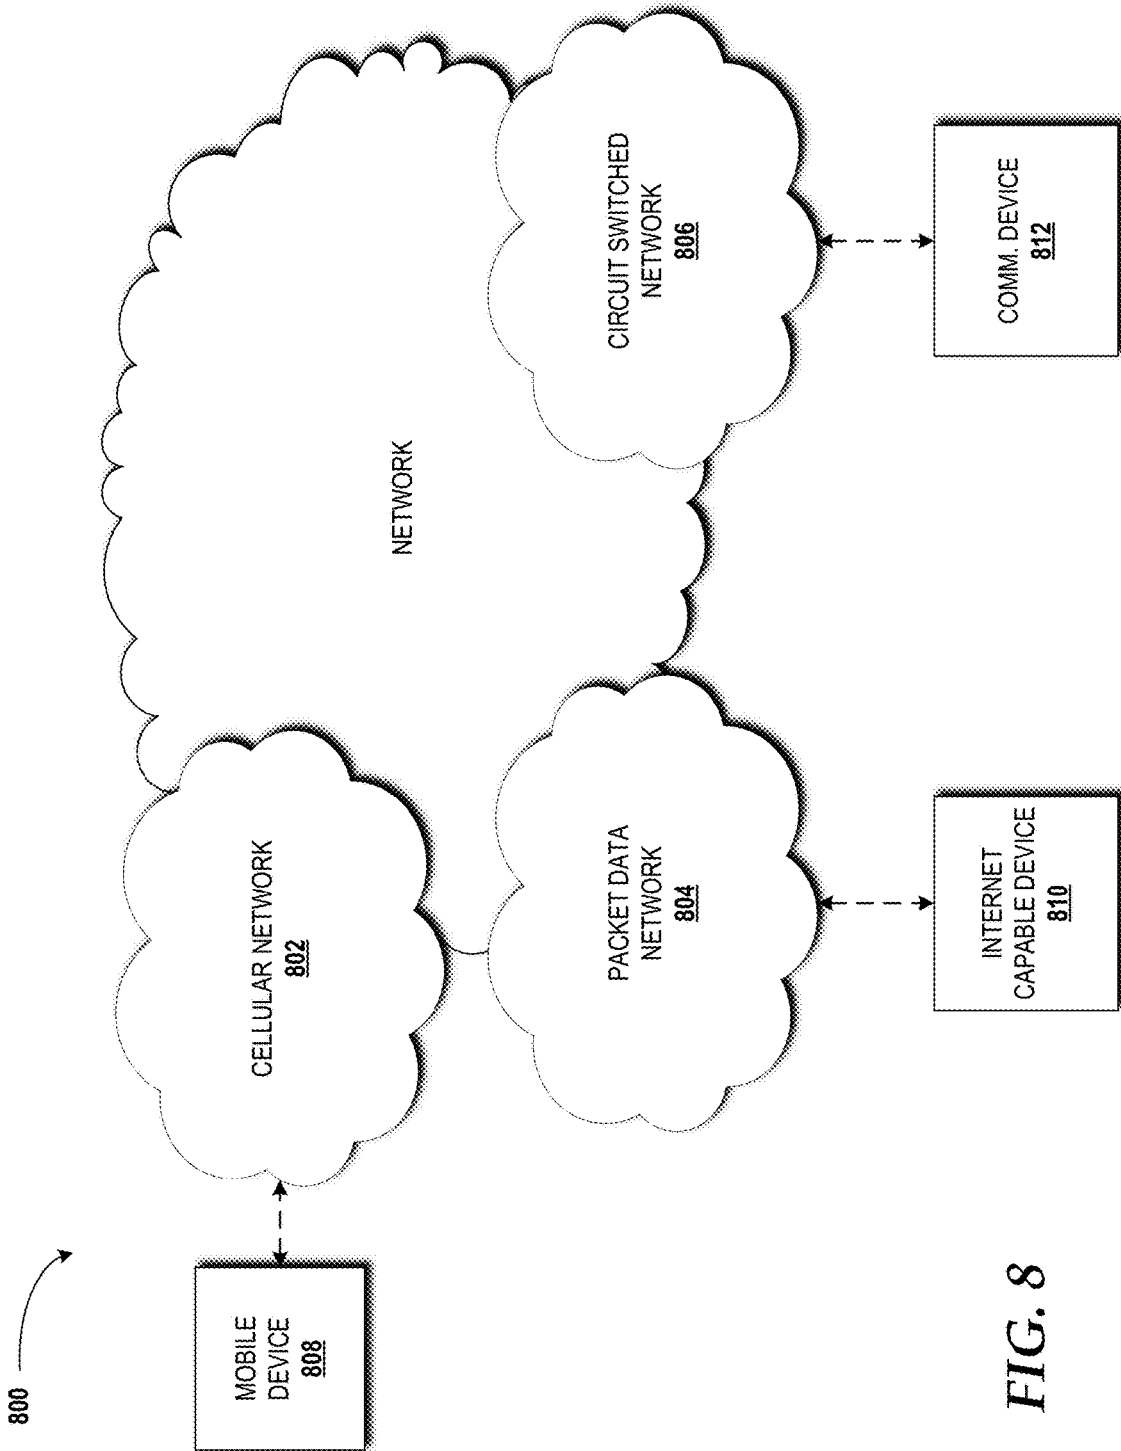 800
NETWORK
CELLULAR NETWORK
802
MOBILE
DEVICE
808
PACKET DATA
NETWORK
804
CIRCUIT SWITCHED
NETWORK
806
INTERNET
CAPABLE DEVICE
810
COMM. DEVICE
812
FIG. 8